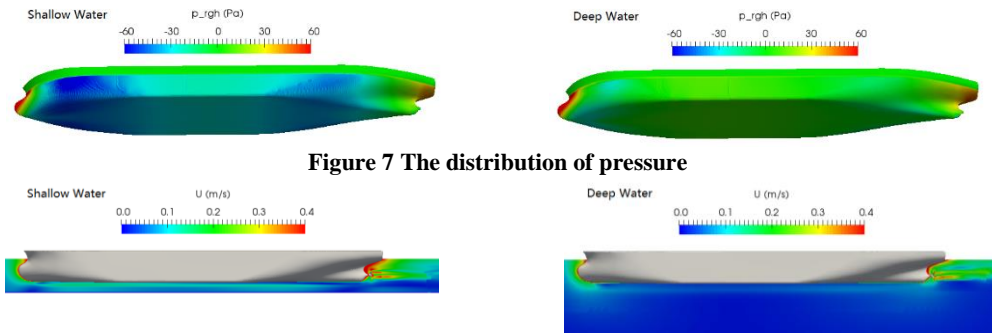 Shallow Water
p_rgh (Pa)
-60 -30 0 30 60
Deep Water
p_rgh (Pa)
-60 -30 0 30 60
Figure 7 The distribution of pressure
Shallow Water
U (m/s)
0.0 0.1 0.2 0.3 0.4
Deep Water
U (m/s)
0.0 0.1 0.2 0.3 0.4